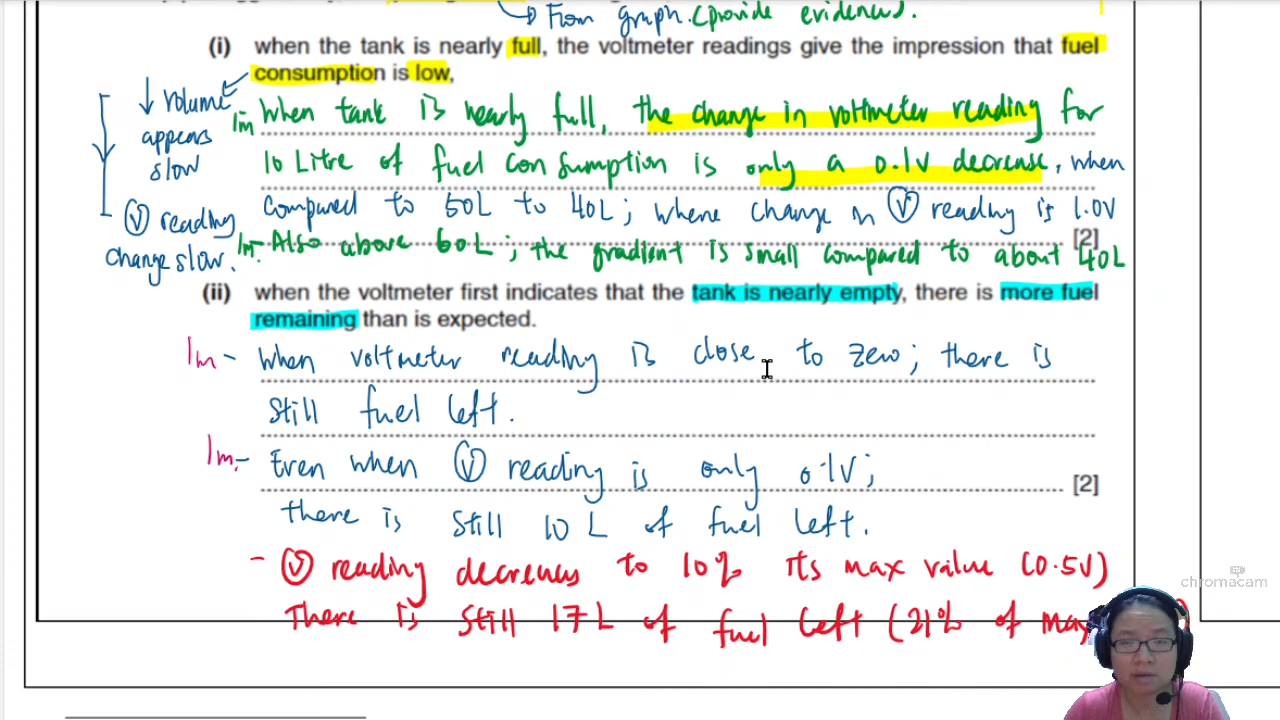 ↳ From graph. (provide evidence).
(i) when the tank is nearly full, the voltmeter readings give the impression that fuel
consumption is low,
↓ volume
appears
slow
Ⓥ reading
change slow.
1m - When tank is nearly full, the change in voltmeter reading for
10 Litre of fuel consumption is only a 0.1V decrease, when
compared to 50L to 40L; where change in Ⓥ reading is 1.0V
[2]
1m - Also above 60L; the gradient is small compared to about 40L
(ii) when the voltmeter first indicates that the tank is nearly empty, there is more fuel
remaining than is expected.
1m - When voltmeter reading is close to zero; there is
still fuel left.
1m - Even when Ⓥ reading is only 0.1V;
[2]
there is still 10 L of fuel left.
- Ⓥ reading decreases to 10% its max value (0.5V)
There is still 17L of fuel left (21% of max
chromacam